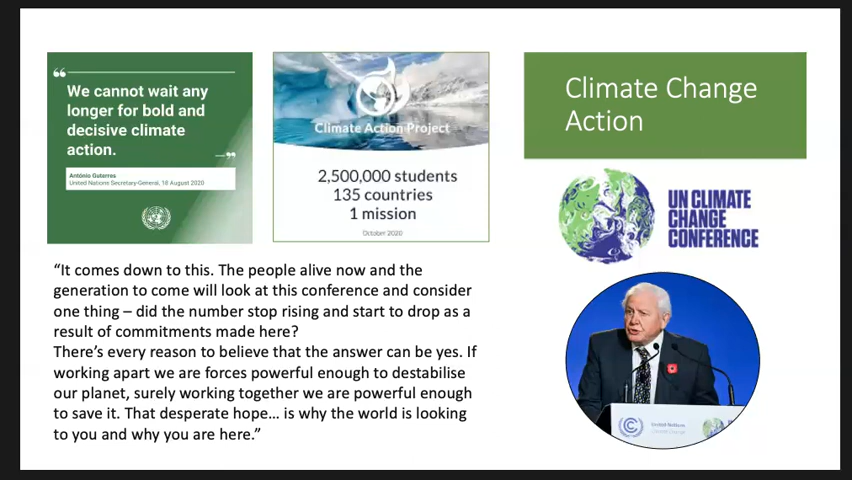 We cannot wait any
longer for bold and
decisive climate
action.
António Guterres
United Nations Secretary-General, 18 August 2020
Climate Action Project
2,500,000 students
135 countries
1 mission
October 2020
Climate Change
Action
UN CLIMATE
CHANGE
CONFERENCE
“It comes down to this. The people alive now and the
generation to come will look at this conference and consider
one thing – did the number stop rising and start to drop as a
result of commitments made here?
There’s every reason to believe that the answer can be yes. If
working apart we are forces powerful enough to destabilise
our planet, surely working together we are powerful enough
to save it. That desperate hope… is why the world is looking
to you and why you are here.”
United Nations
Climate Change